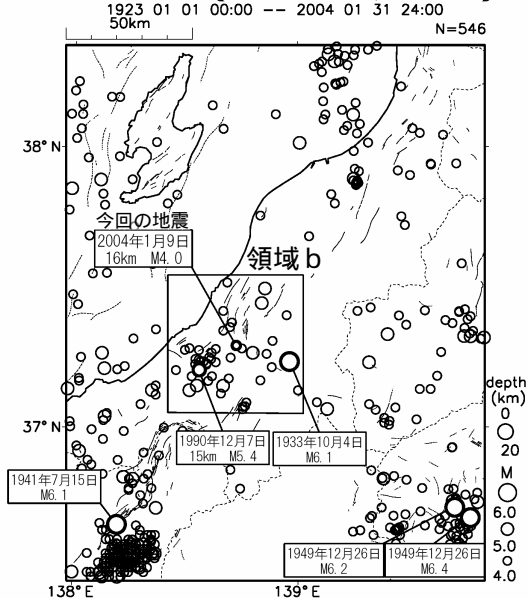 1923 01 01 00:00 -- 2004 01 31 24:00
50km
N=546
38°N
今回の地震
2004年1月9日
16km M4.0
領域b
37°N
1990年12月7日
15km M5.4
1933年10月4日
M6.1
1941年7月15日
M6.1
1949年12月26日
M6.2
1949年12月26日
M6.4
138°E
139°E
depth
(km)
0
20
M
6.0
5.0
4.0